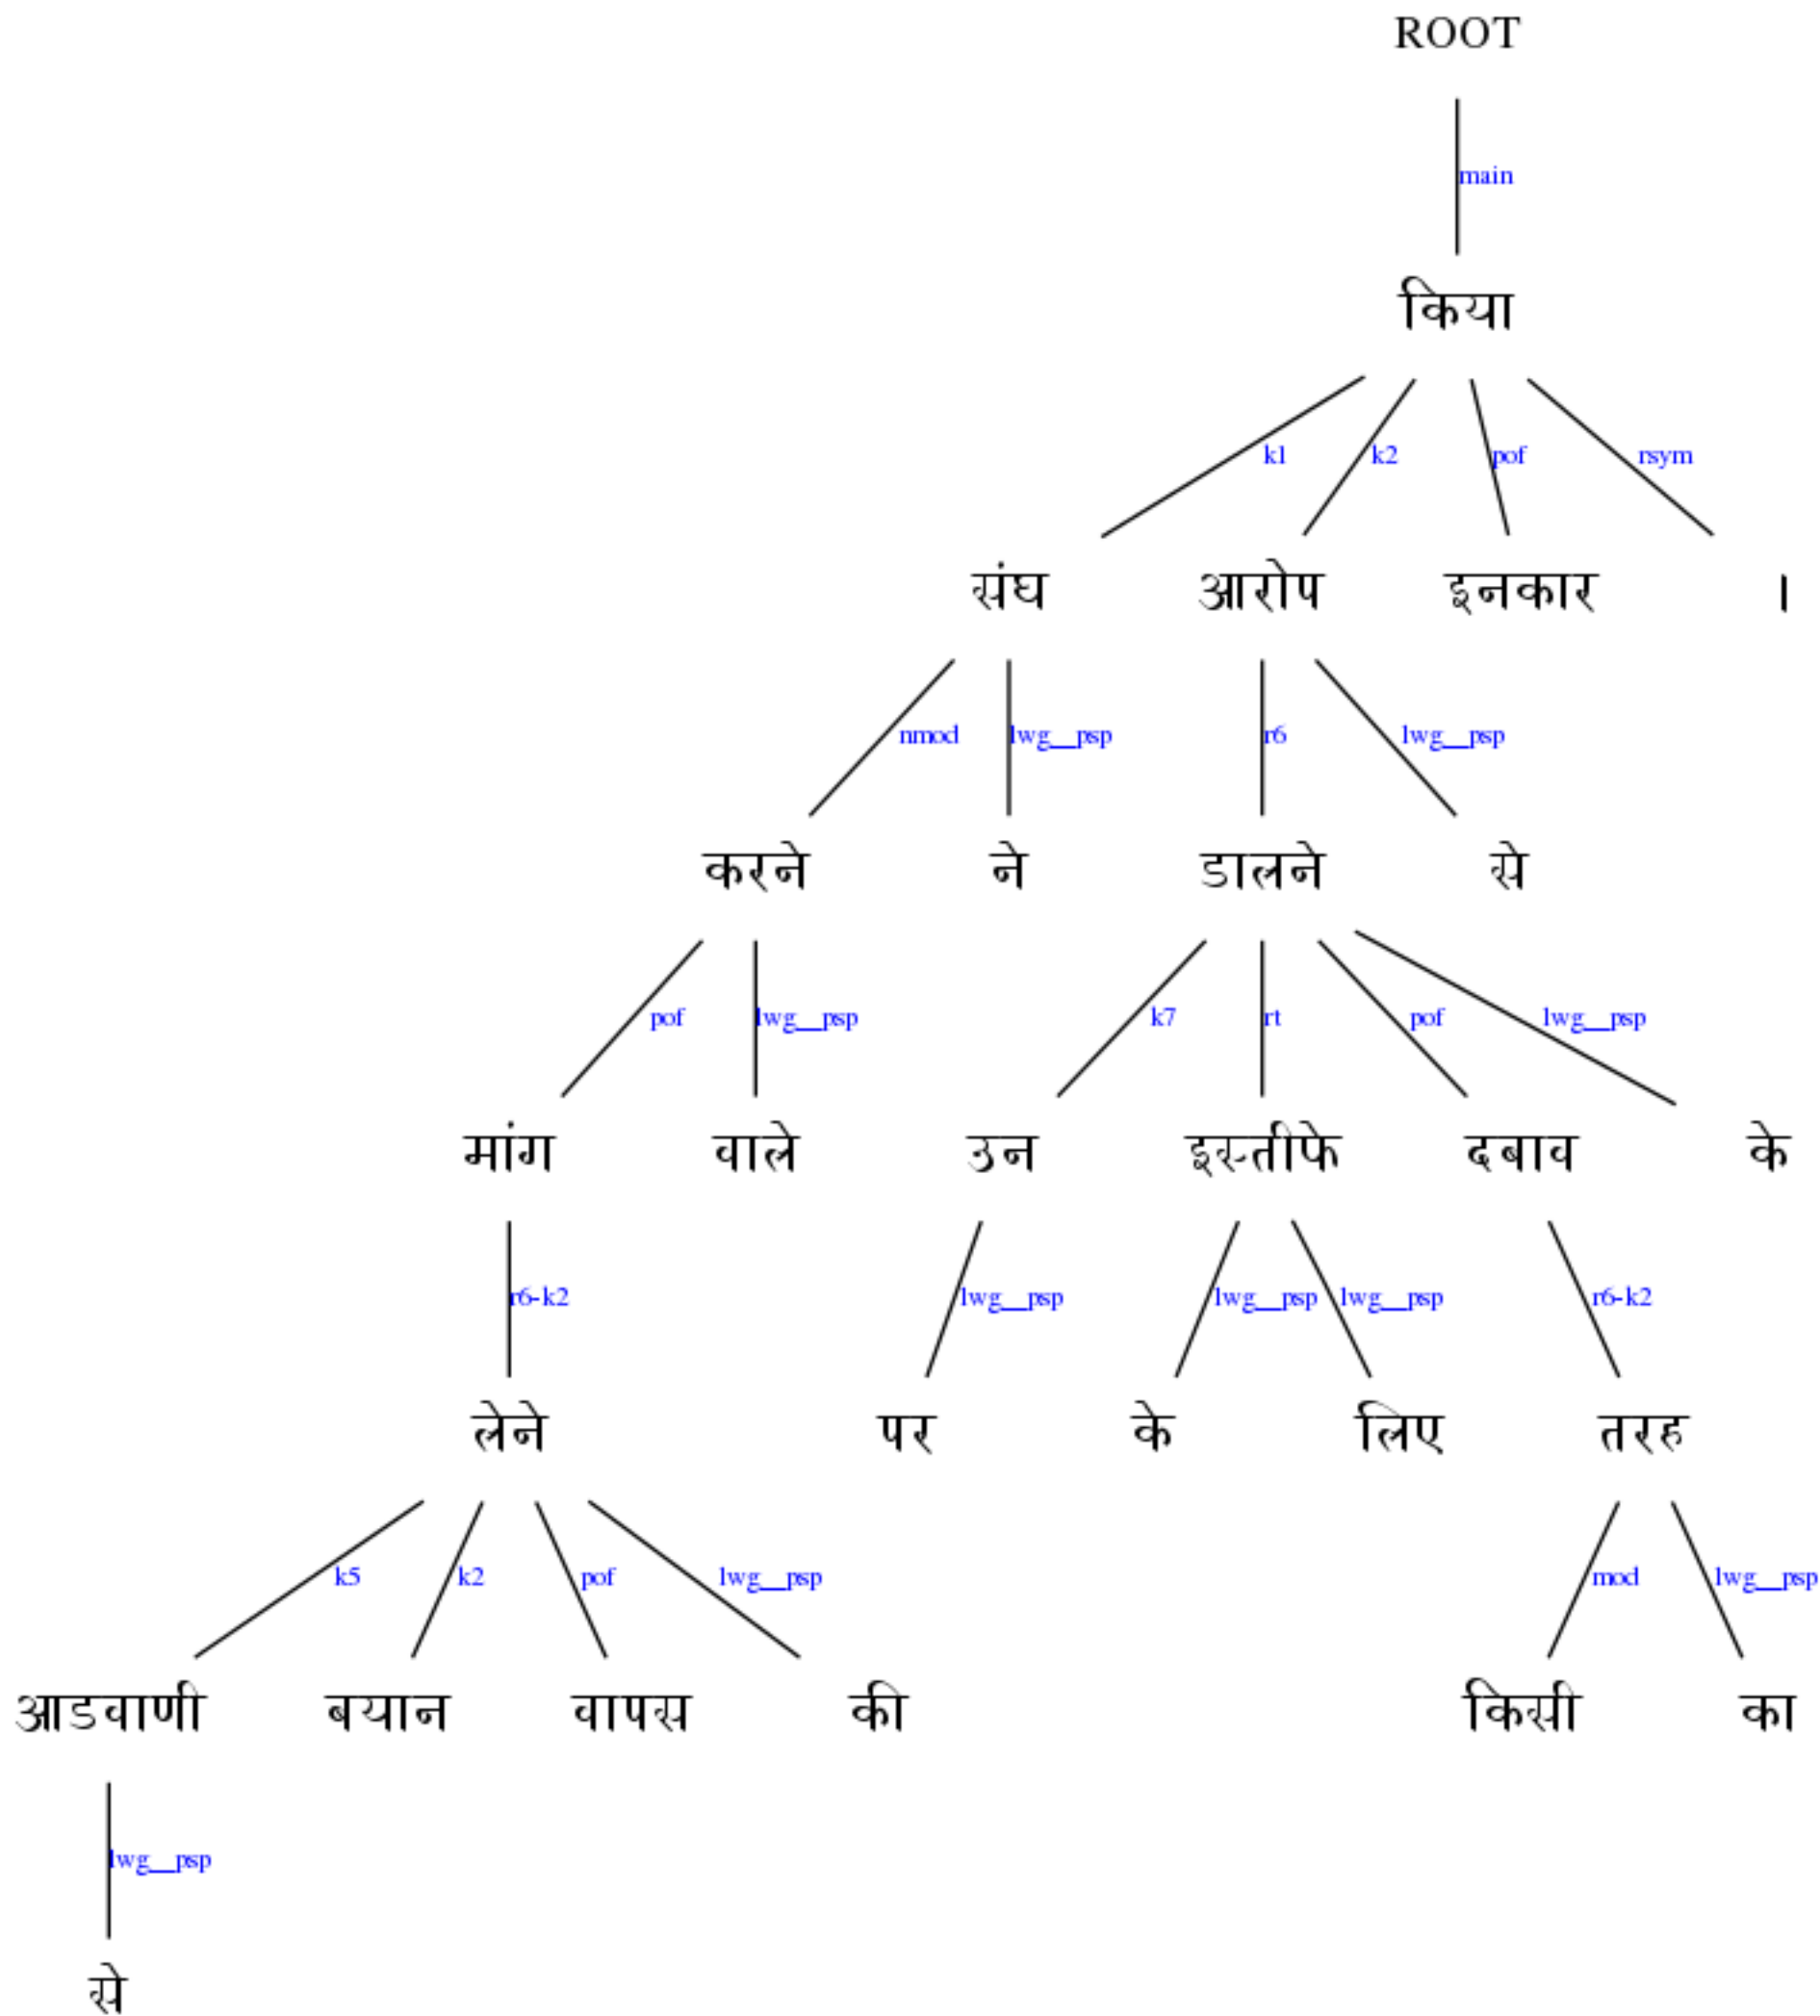 ROOT
main
किया
k1 k2 pof rsym
संघ आरोप इनकार ।
nmod lwg__psp r6 lwg__psp
करने ने डालने से
pof lwg__psp k7 rt pof lwg__psp
मांग वाले उन इस्तीफे दबाव के
r6-k2 lwg__psp lwg__psp lwg__psp r6-k2
लेने पर के लिए तरह
k5 k2 pof lwg__psp mod lwg__psp
आडवाणी बयान वापस की किसी का
lwg__psp
से